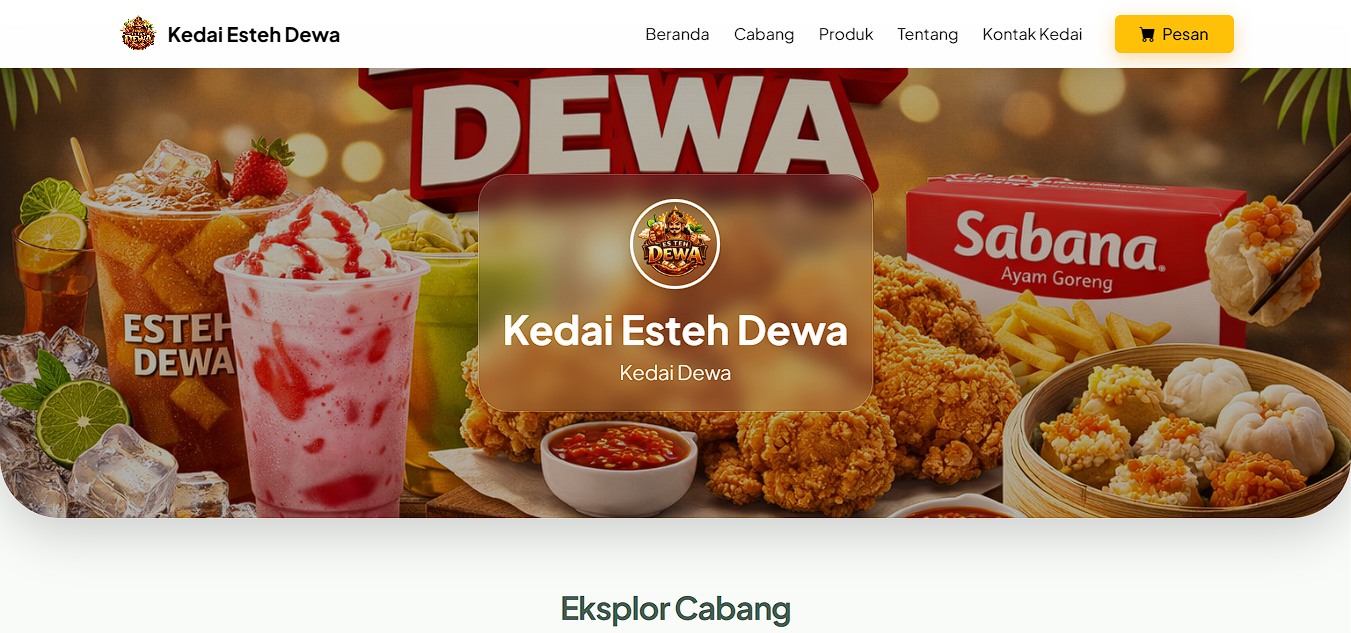 Kedai Esteh Dewa
Beranda
Cabang
Produk
Tentang
Kontak Kedai
Pesan
DEWA
ESTEH
DEWA
Sabana
Ayam Goreng
ES TEH
DEWA
Kedai Esteh Dewa
Kedai Dewa
Eksplor Cabang